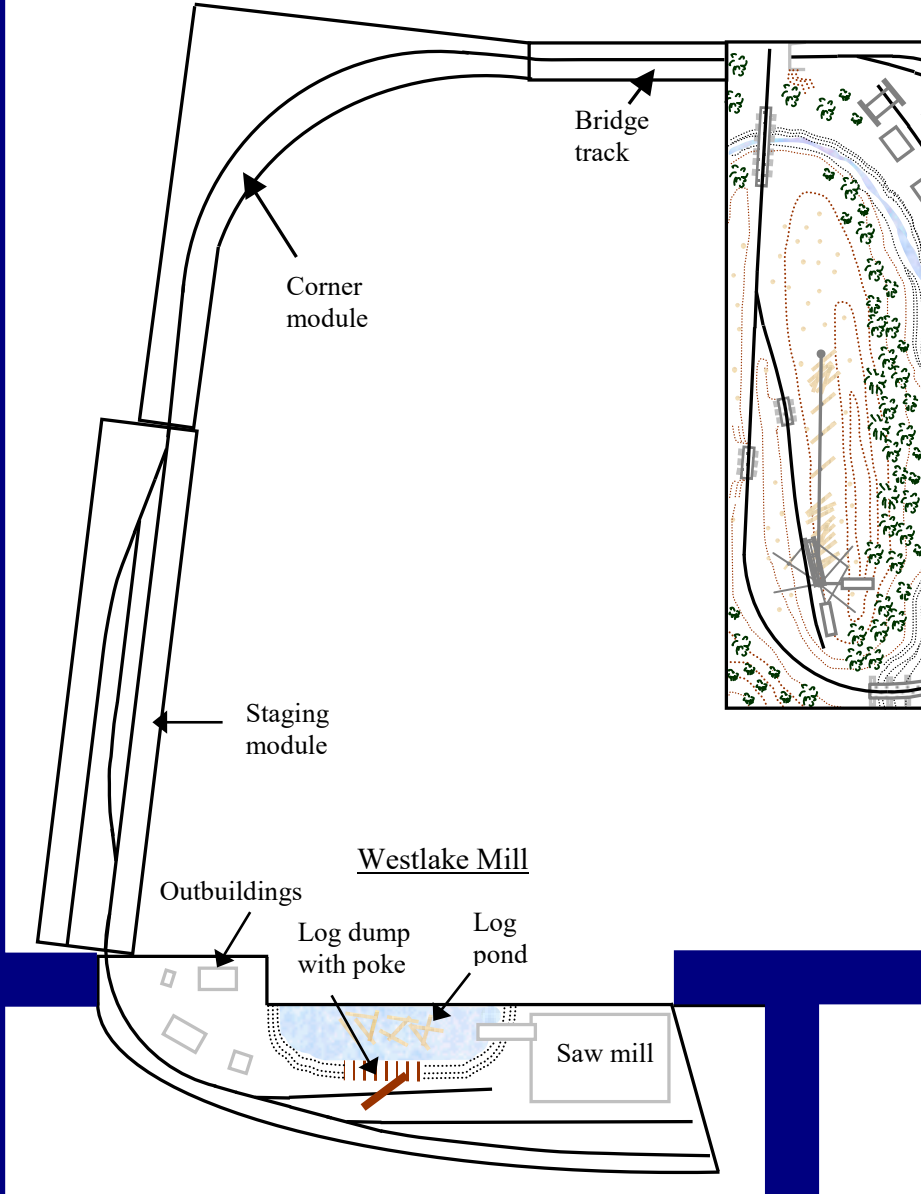 Bridge
track
Corner
module
Staging
module
Westlake Mill
Outbuildings
Log dump
with poke
Log
pond
Saw mill